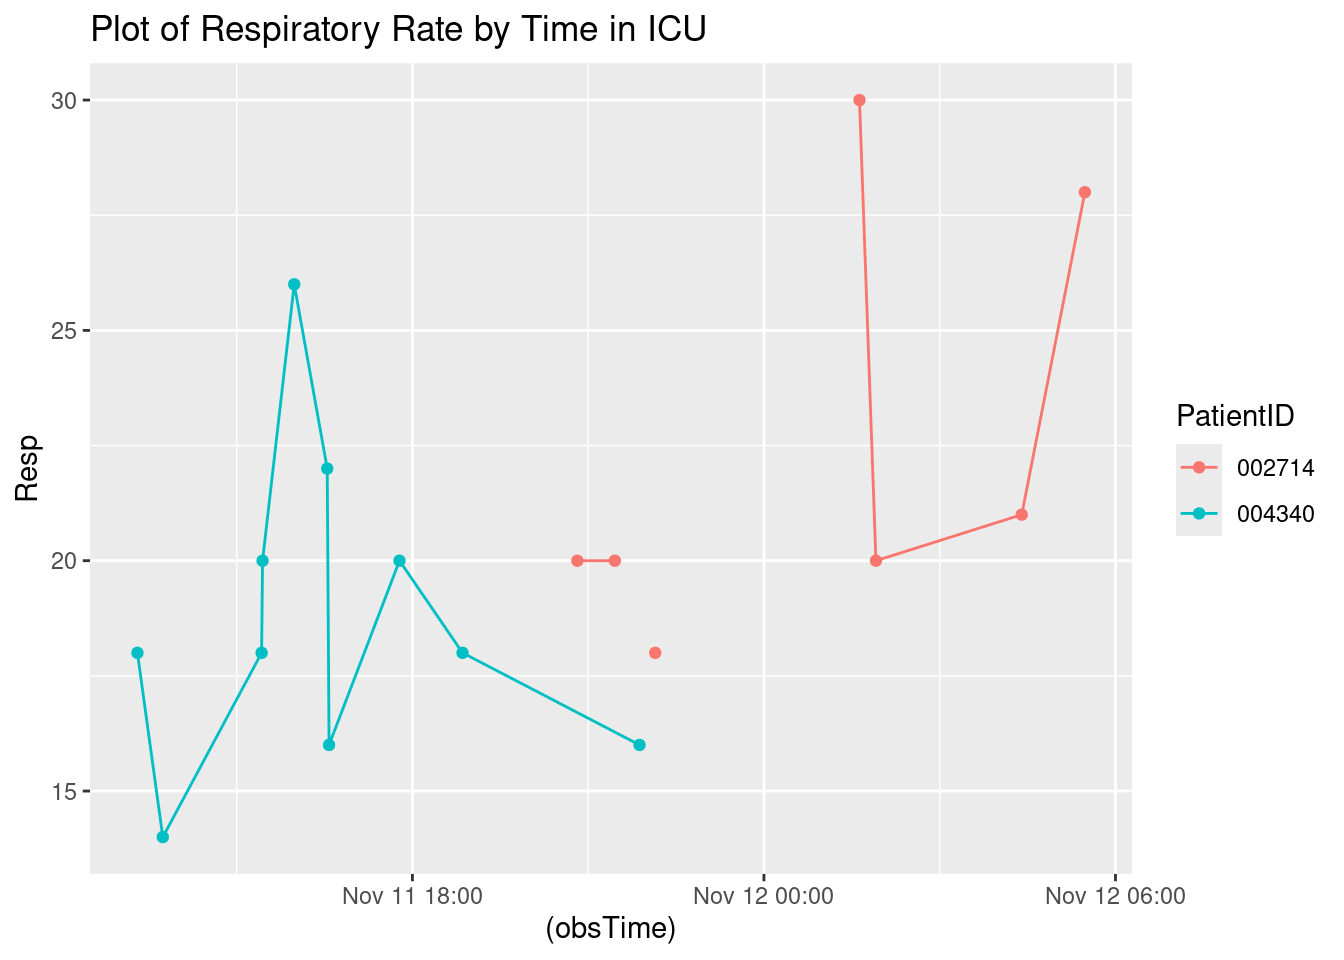 Plot of Respiratory Rate by Time in ICU
30
25
20
15
Resp
Nov 11 18:00
Nov 12 00:00
Nov 12 06:00
(obsTime)
PatientID
002714
004340